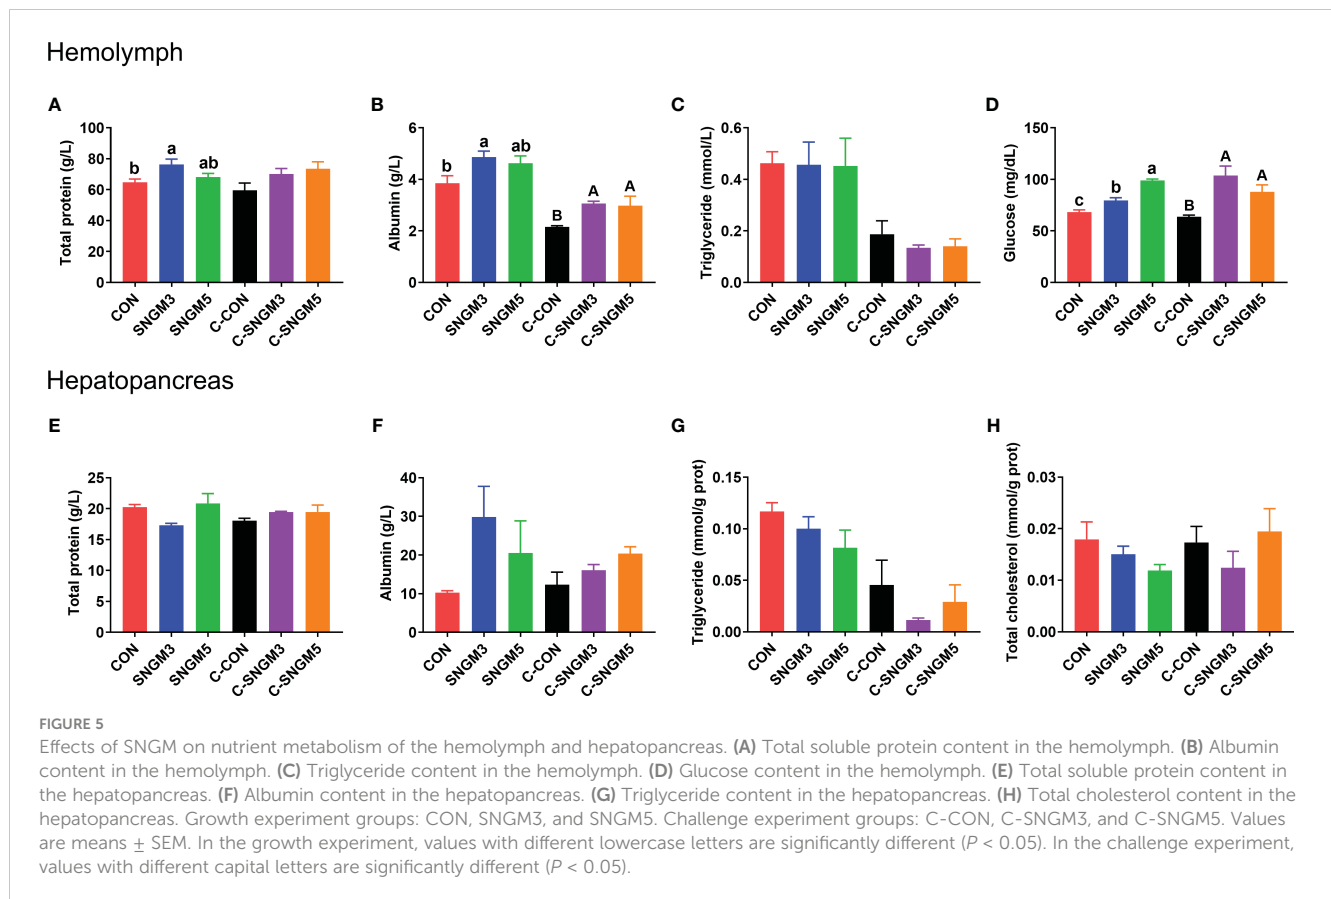 Hemolymph
A
B
C
D
Total protein (g/L)
100
80
60
40
20
0
b
a
ab
CON
SNGM3
SNGM5
C-CON
C-SNGM3
C-SNGM5
Albumin (g/L)
6
4
2
0
b
a
ab
B
A
A
CON
SNGM3
SNGM5
C-CON
C-SNGM3
C-SNGM5
Triglyceride (mmol/L)
0.6
0.4
0.2
0.0
CON
SNGM3
SNGM5
C-CON
C-SNGM3
C-SNGM5
Glucose (mg/dL)
150
100
50
0
c
b
a
B
A
A
CON
SNGM3
SNGM5
C-CON
C-SNGM3
C-SNGM5
Hepatopancreas
E
F
G
H
Total protein (g/L)
25
20
15
10
5
0
CON
SNGM3
SNGM5
C-CON
C-SNGM3
C-SNGM5
Albumin (g/L)
40
30
20
10
0
CON
SNGM3
SNGM5
C-CON
C-SNGM3
C-SNGM5
Triglyceride (mmol/g prot)
0.15
0.10
0.05
0.00
CON
SNGM3
SNGM5
C-CON
C-SNGM3
C-SNGM5
Total cholesterol (mmol/g prot)
0.03
0.02
0.01
0.00
CON
SNGM3
SNGM5
C-CON
C-SNGM3
C-SNGM5
FIGURE 5
Effects of SNGM on nutrient metabolism of the hemolymph and hepatopancreas. (A) Total soluble protein content in the hemolymph. (B) Albumin
content in the hemolymph. (C) Triglyceride content in the hemolymph. (D) Glucose content in the hemolymph. (E) Total soluble protein content in
the hepatopancreas. (F) Albumin content in the hepatopancreas. (G) Triglyceride content in the hepatopancreas. (H) Total cholesterol content in the
hepatopancreas. Growth experiment groups: CON, SNGM3, and SNGM5. Challenge experiment groups: C-CON, C-SNGM3, and C-SNGM5. Values
are means ± SEM. In the growth experiment, values with different lowercase letters are significantly different (P < 0.05). In the challenge experiment,
values with different capital letters are significantly different (P < 0.05).